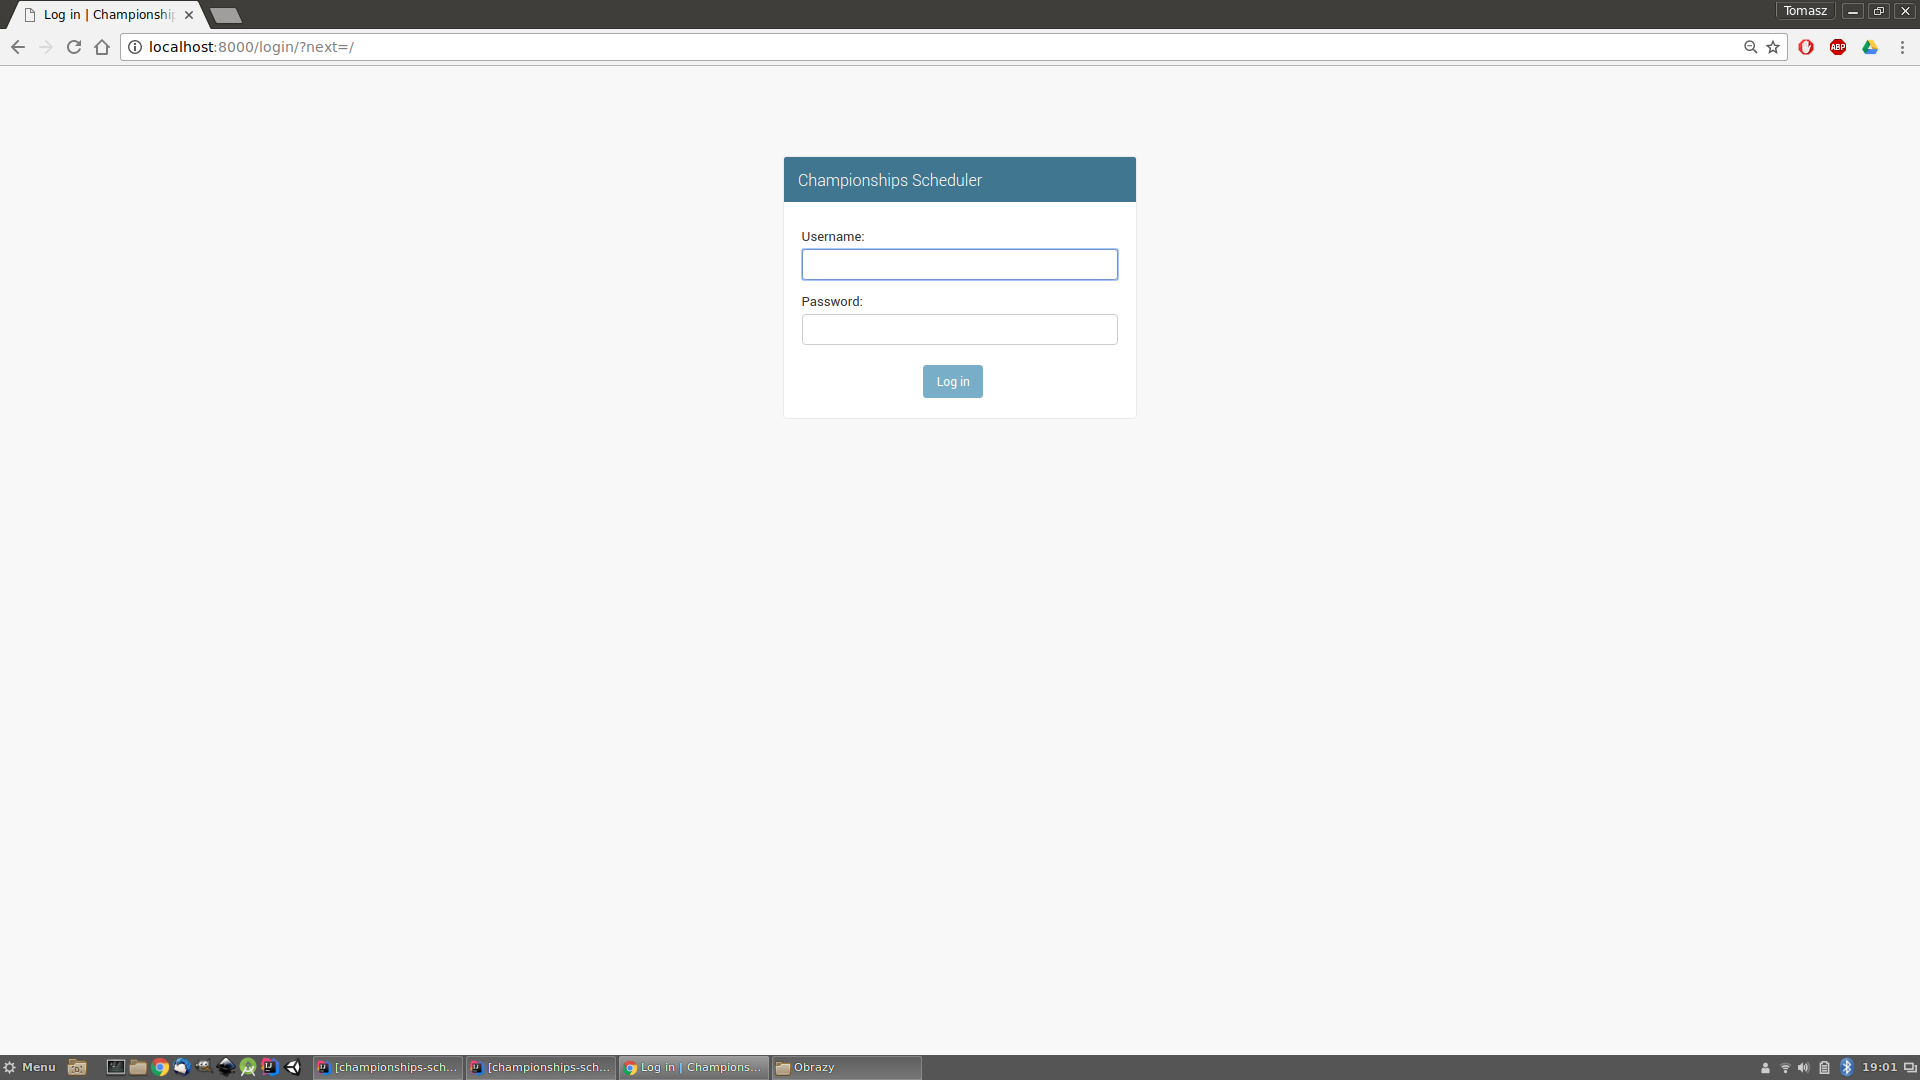 Log in | Championship
Tomasz
localhost:8000/login/?next=/
ABP
Championships Scheduler
Username:
Password:
Log in
Menu
[championships-sch...
[championships-sch...
Log in | Champions...
Obrazy
19:01